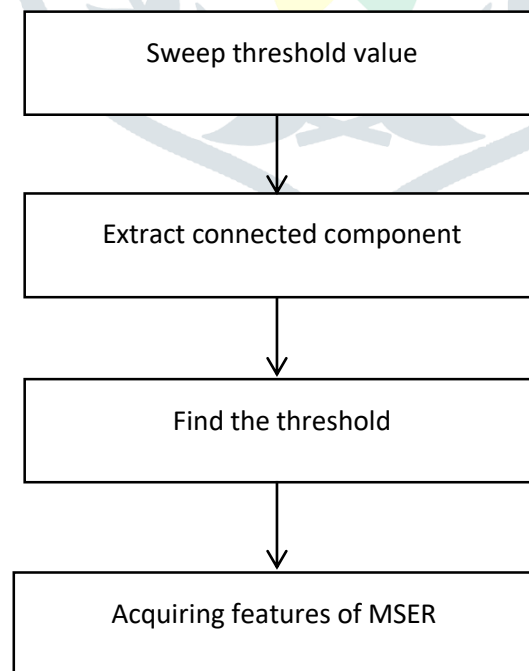 Sweep threshold value
Extract connected component
Find the threshold
Acquiring features of MSER